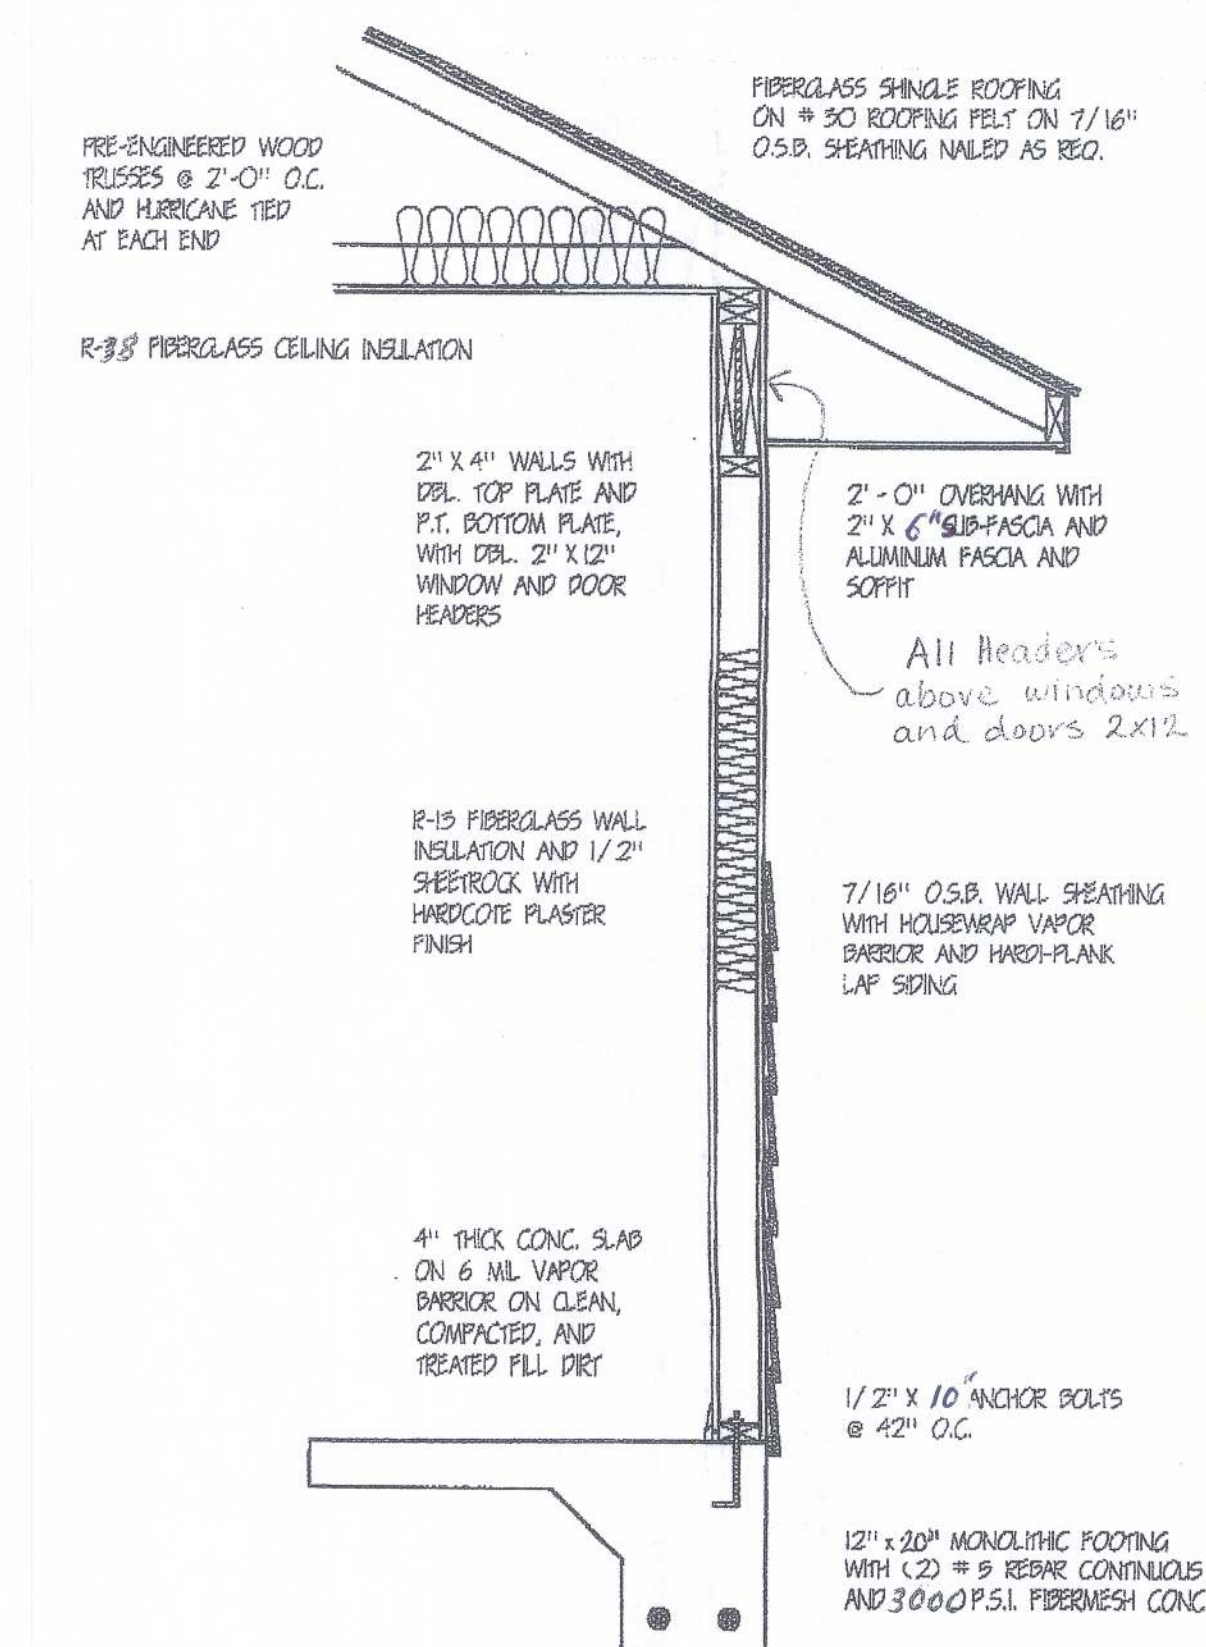 FIBERGLASS SHINGLE ROOFING
ON # 30 ROOFING FELT ON 7/16"
O.S.B. SHEATHING NAILED AS REQ.
PRE-ENGINEERED WOOD
TRUSSES @ 2'-0" O.C.
AND HURRICANE TIED
AT EACH END
R-38 FIBERGLASS CEILING INSULATION
2" X 4" WALLS WITH
DBL. TOP PLATE AND
P.T. BOTTOM PLATE,
WITH DBL. 2" X 12"
WINDOW AND DOOR
HEADERS
2' - 0" OVERHANG WITH
2" X 6" SUB-FASCIA AND
ALUMINUM FASCIA AND
SOFFIT
All Headers
above windows
and doors 2x12
R-13 FIBERGLASS WALL
INSULATION AND 1/2"
SHEETROCK WITH
HARDCOTE PLASTER
FINISH
7/16" O.S.B. WALL SHEATHING
WITH HOUSEWRAP VAPOR
BARRIOR AND HARDI-PLANK
LAP SIDING
4" THICK CONC. SLAB
ON 6 MIL VAPOR
BARRIOR ON CLEAN,
COMPACTED, AND
TREATED FILL DIRT
1/2" X 10" ANCHOR BOLTS
@ 42" O.C.
12" x 20" MONOLITHIC FOOTING
WITH (2) # 5 REBAR CONTINUOUS
AND 3000 P.S.I. FIBERMESH CONC